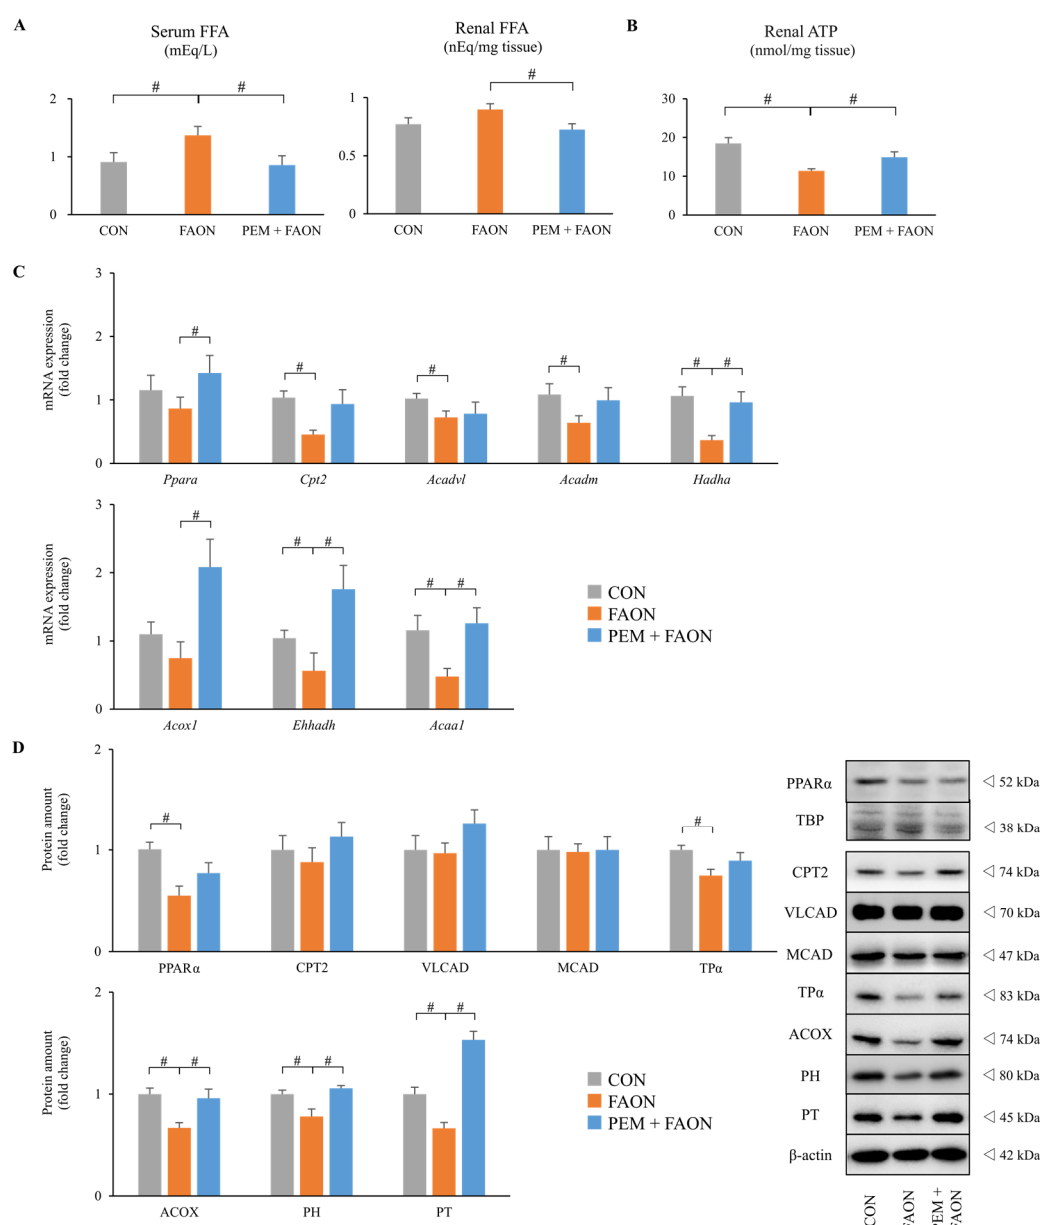 A
Serum FFA
(mEq/L)
Renal FFA
(nEq/mg tissue)
B
Renal ATP
(nmol/mg tissue)
# #
2
1
0
CON FAON PEM + FAON
#
1
0.5
0
CON FAON PEM + FAON
# #
30
20
10
0
CON FAON PEM + FAON
C
mRNA expression
(fold change)
3
2
1
0
# # # # # #
Ppara Cpt2 Acadvl Acadm Hadha
mRNA expression
(fold change)
3
2
1
0
# # # # #
Acox1 Ehhadh Acaa1
CON
FAON
PEM + FAON
D
Protein amount
(fold change)
2
1
0
# #
PPARα CPT2 VLCAD MCAD TPα
Protein amount
(fold change)
2
1
0
# # # # # #
ACOX PH PT
CON
FAON
PEM + FAON
PPARα ◁ 52 kDa
TBP ◁ 38 kDa
CPT2 ◁ 74 kDa
VLCAD ◁ 70 kDa
MCAD ◁ 47 kDa
TPα ◁ 83 kDa
ACOX ◁ 74 kDa
PH ◁ 80 kDa
PT ◁ 45 kDa
β-actin ◁ 42 kDa
CON
FAON
PEM +
FAON